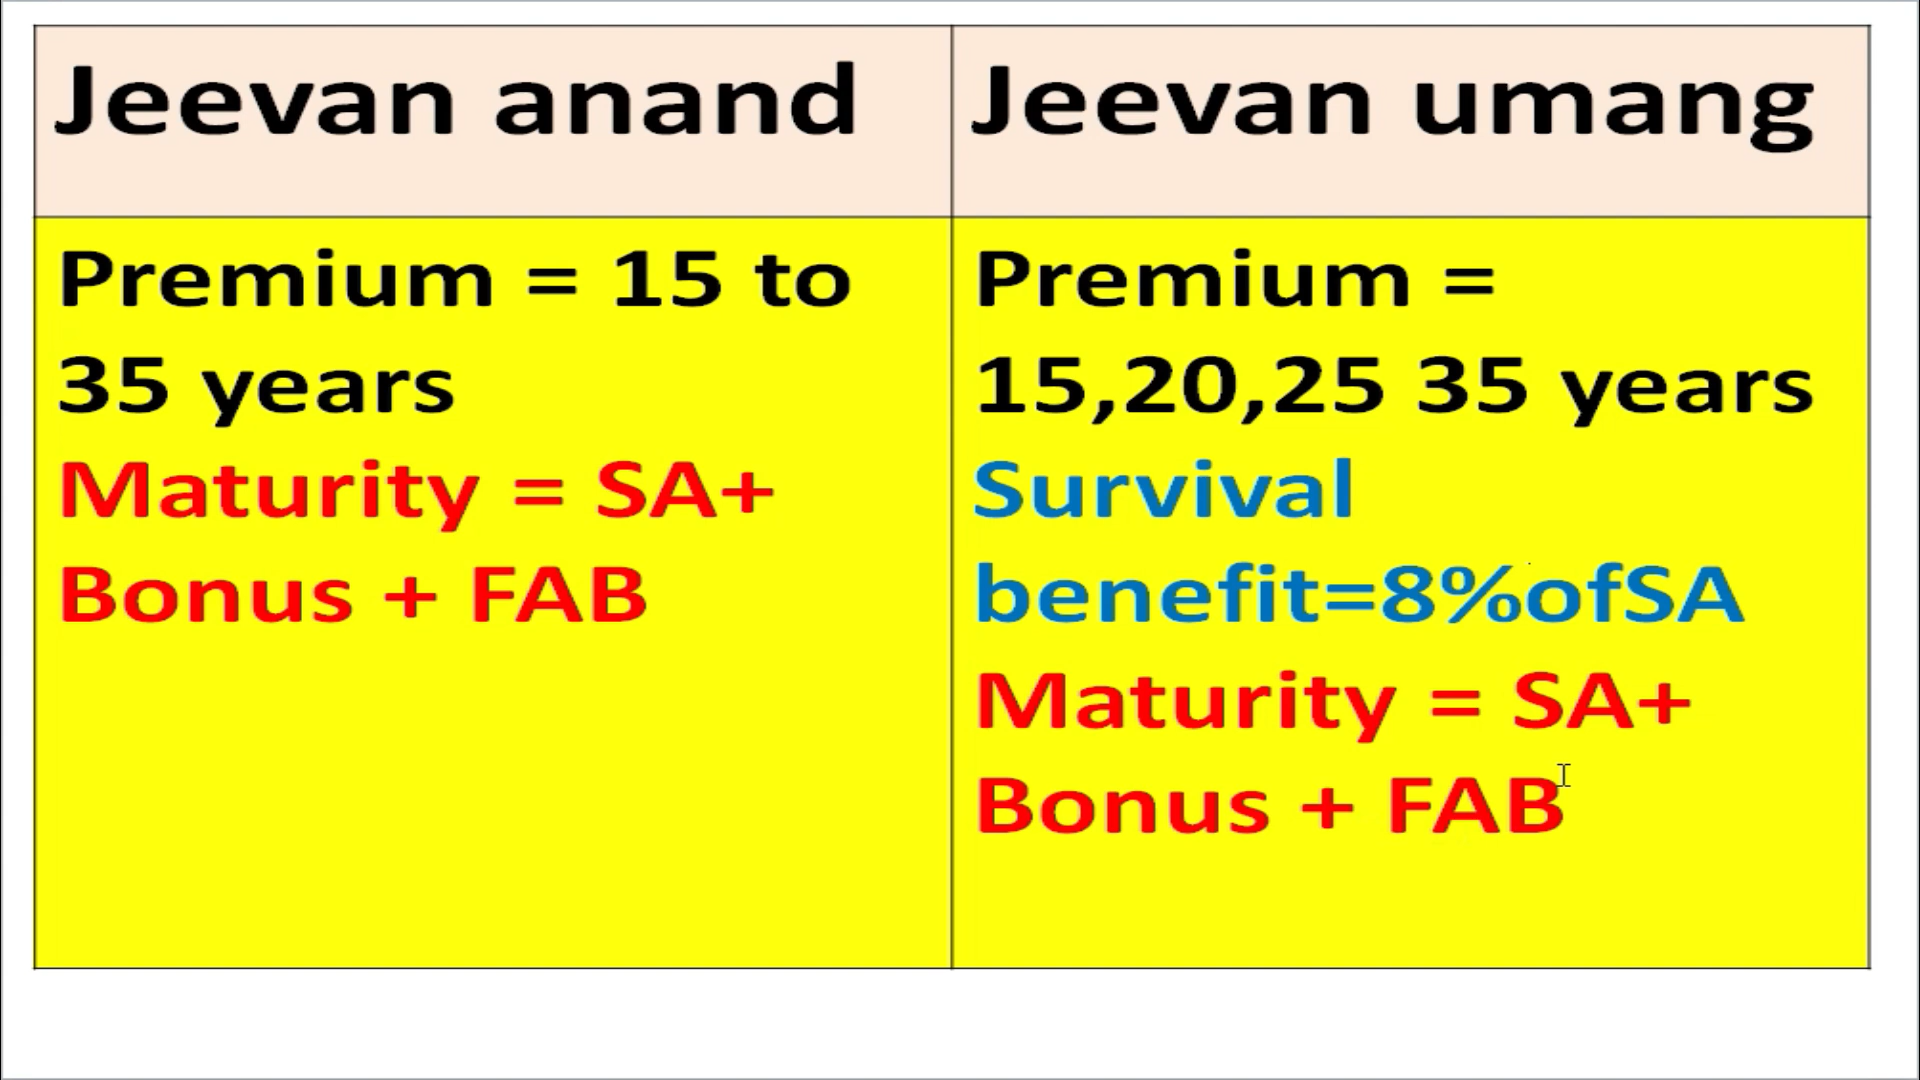 Jeevan anand
Jeevan umang
Premium = 15 to
35 years
Maturity = SA+
Bonus + FAB
Premium =
15,20,25 35 years
Survival
benefit=8%ofSA
Maturity = SA+
Bonus + FAB